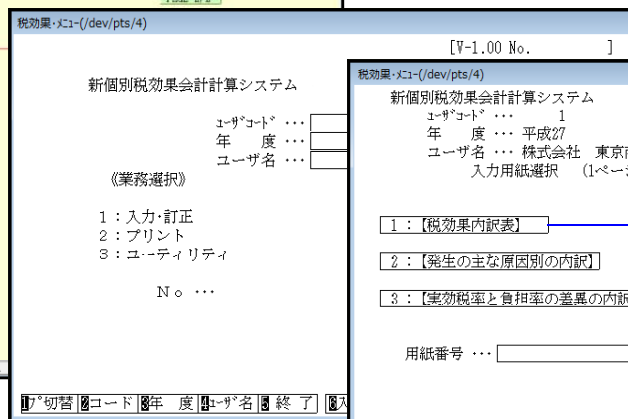 税効果・ﾒﾆｭｰ(/dev/pts/4)
[V-1.00 No. ]
新個別税効果会計計算システム
ﾕｰｻﾞｺｰﾄﾞ ･･･
年 度 ･･･
ユーザ名 ･･･
《業務選択》
1：入力･訂正
2：プリント
3：ユーティリティ
No ･･･
1ﾌﾟ切替 2コード 3年 度 4ﾕｰｻﾞ名 5 終 了 6入
税効果・ﾒﾆｭｰ(/dev/pts/4)
新個別税効果会計計算システム
ﾕｰｻﾞｺｰﾄﾞ ･･･ 1
年 度 ･･･ 平成27
ユーザ名 ･･･ 株式会社 東京
入力用紙選択 (1ペー
1：【税効果内訳表】
2：【発生の主な原因別の内訳】
3：【実効税率と負担率の差異の内訳
用紙番号 ･･･